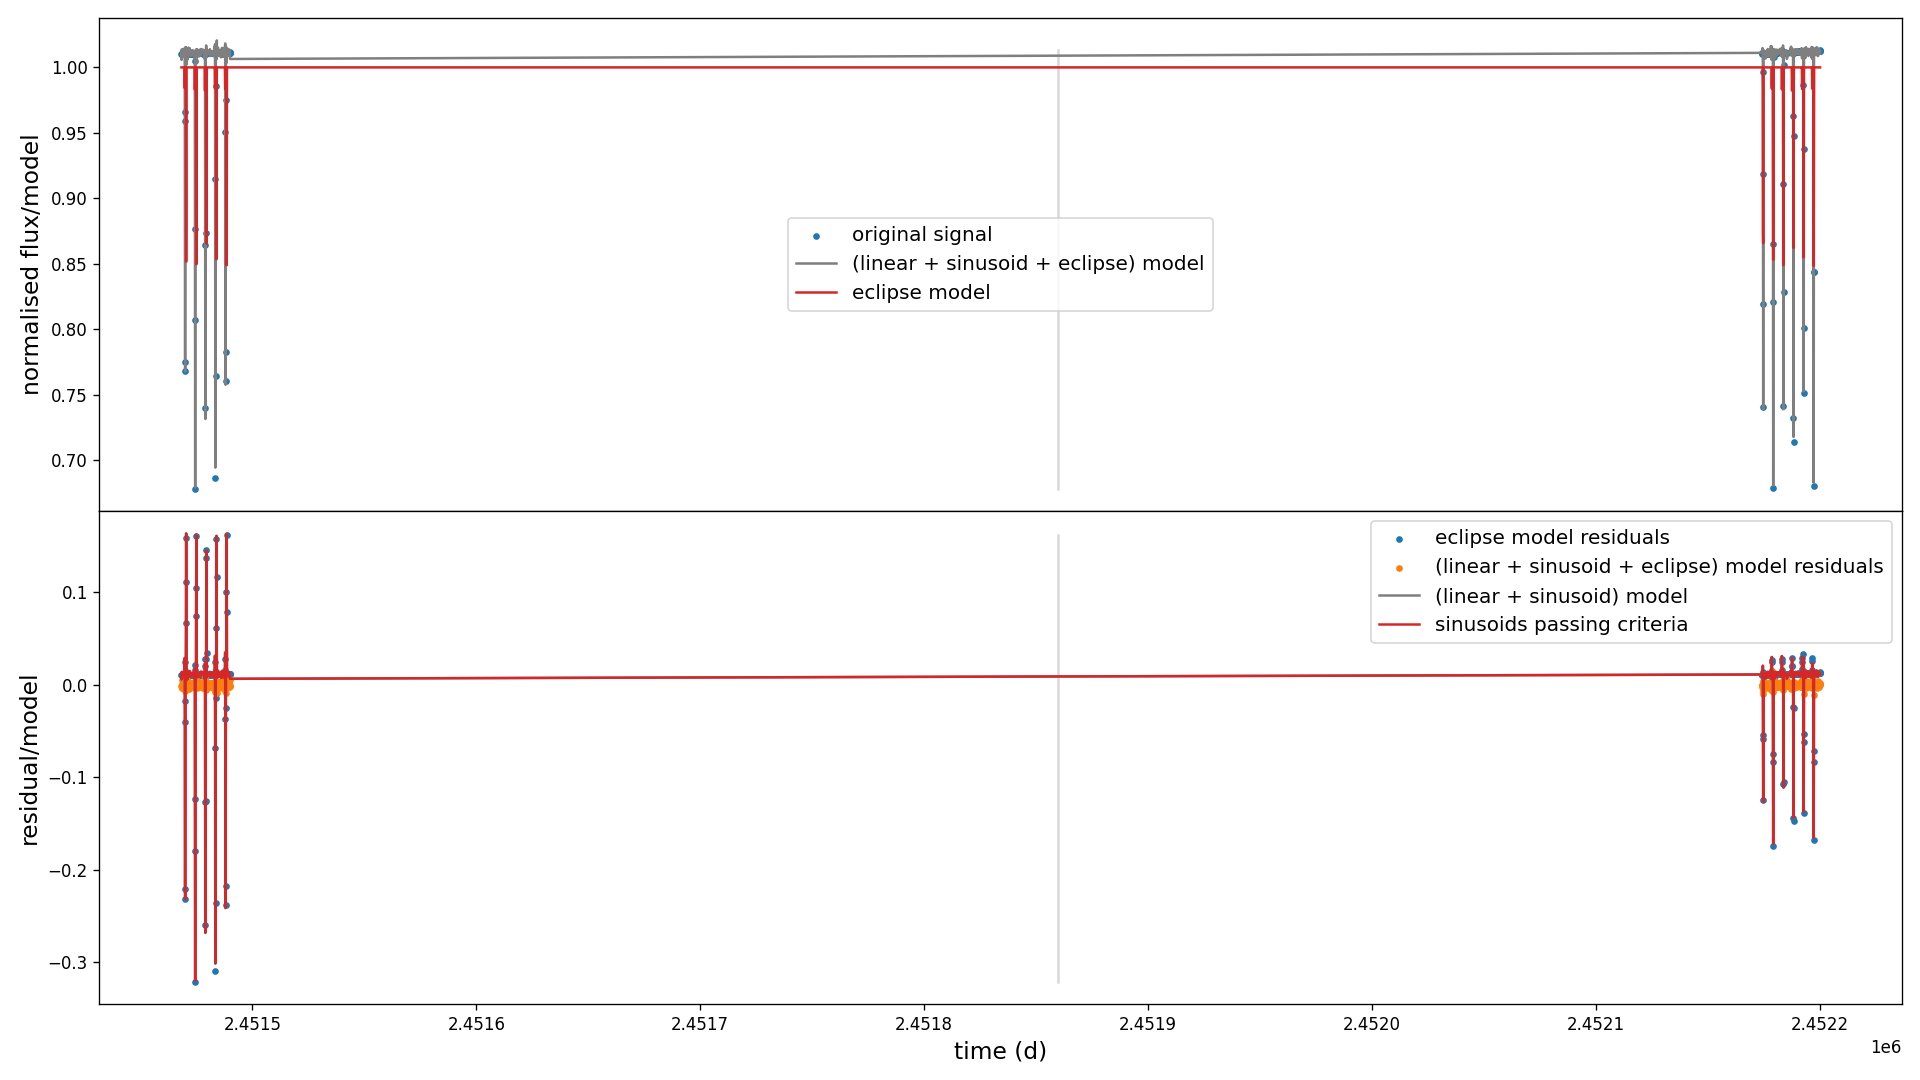 normalised flux/model
1.00
0.95
0.90
0.85
0.80
0.75
0.70
original signal
(linear + sinusoid + eclipse) model
eclipse model
residual/model
0.1
0.0
−0.1
−0.2
−0.3
eclipse model residuals
(linear + sinusoid + eclipse) model residuals
(linear + sinusoid) model
sinusoids passing criteria
2.4515 2.4516 2.4517 2.4518 2.4519 2.4520 2.4521 2.4522
1e6
time (d)